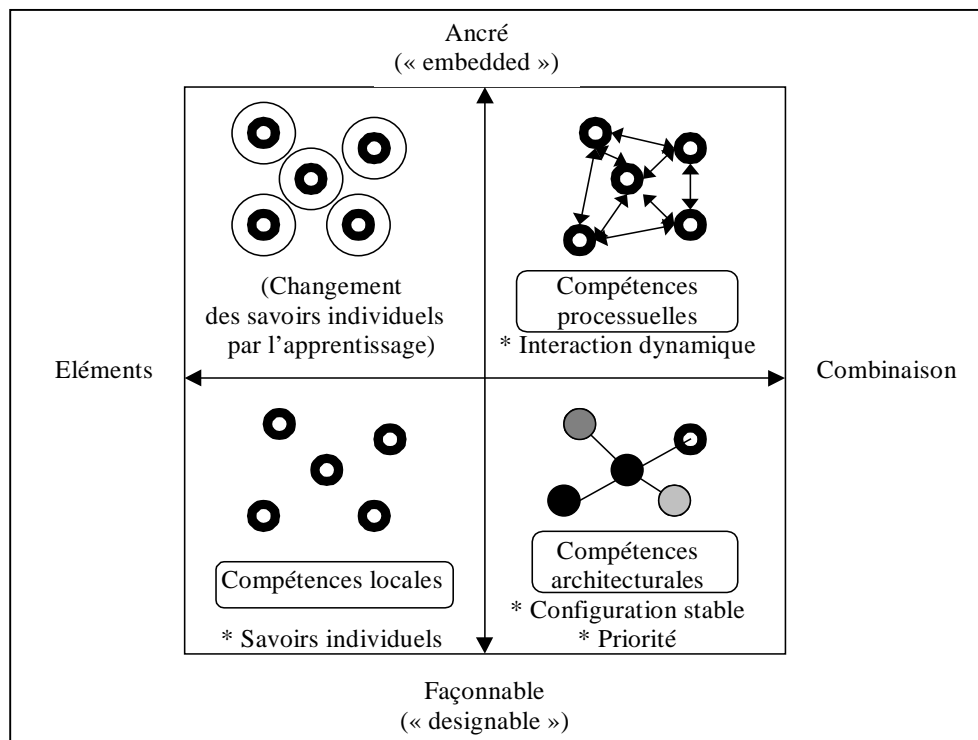 Ancré
(« embedded »)
(Changement
des savoirs individuels
par l’apprentissage)
Compétences
processuelles
* Interaction dynamique
Eléments
Combinaison
Compétences locales
* Savoirs individuels
Compétences
architecturales
* Configuration stable
* Priorité
Façonnable
(« designable »)